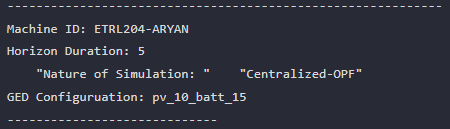 ------------------------------------------------------------
Machine ID: ETRL204-ARYAN
Horizon Duration: 5
    "Nature of Simulation: "    "Centralized-OPF"
GED Configuruation: pv_10_batt_15
-----------------------------